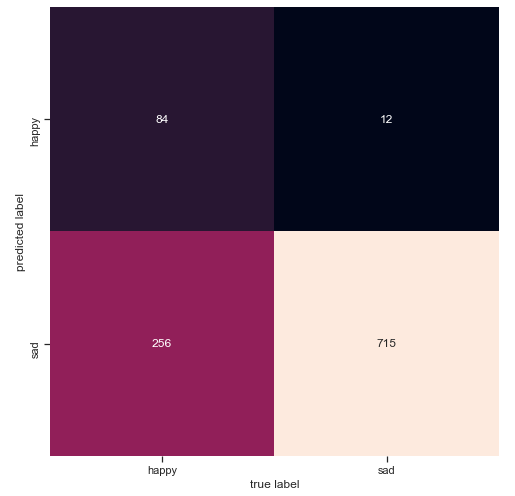 84 12
happy
predicted label
256 715
sad
happy sad
true label